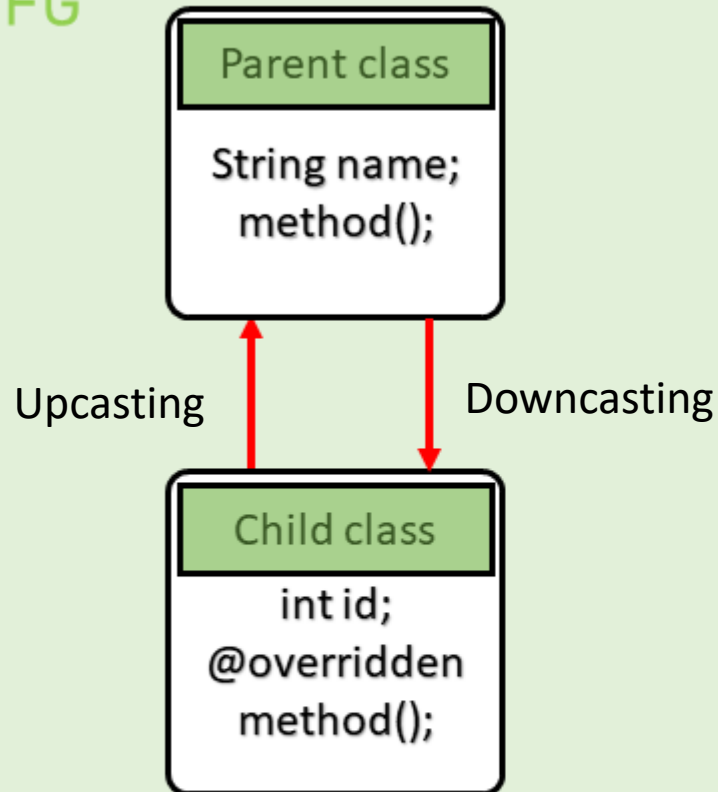 FG
Parent class
String name;
method();
Upcasting
Downcasting
Child class
int id;
@overridden
method();